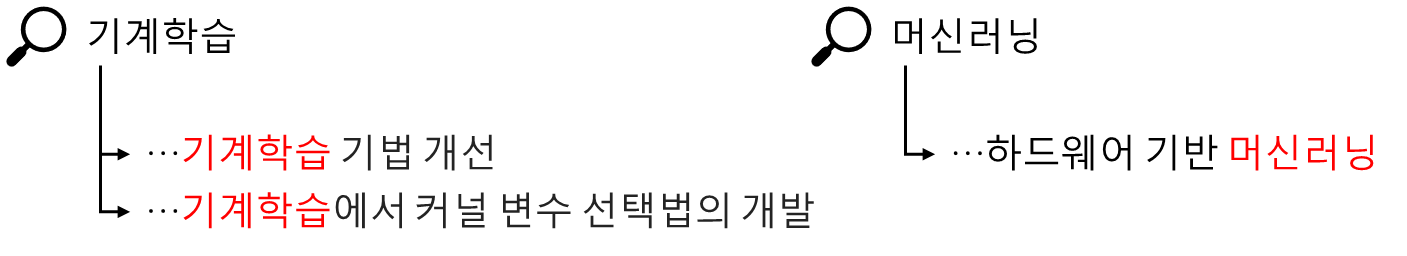 기계학습
…기계학습 기법 개선
…기계학습에서 커널 변수 선택법의 개발
머신러닝
…하드웨어 기반 머신러닝